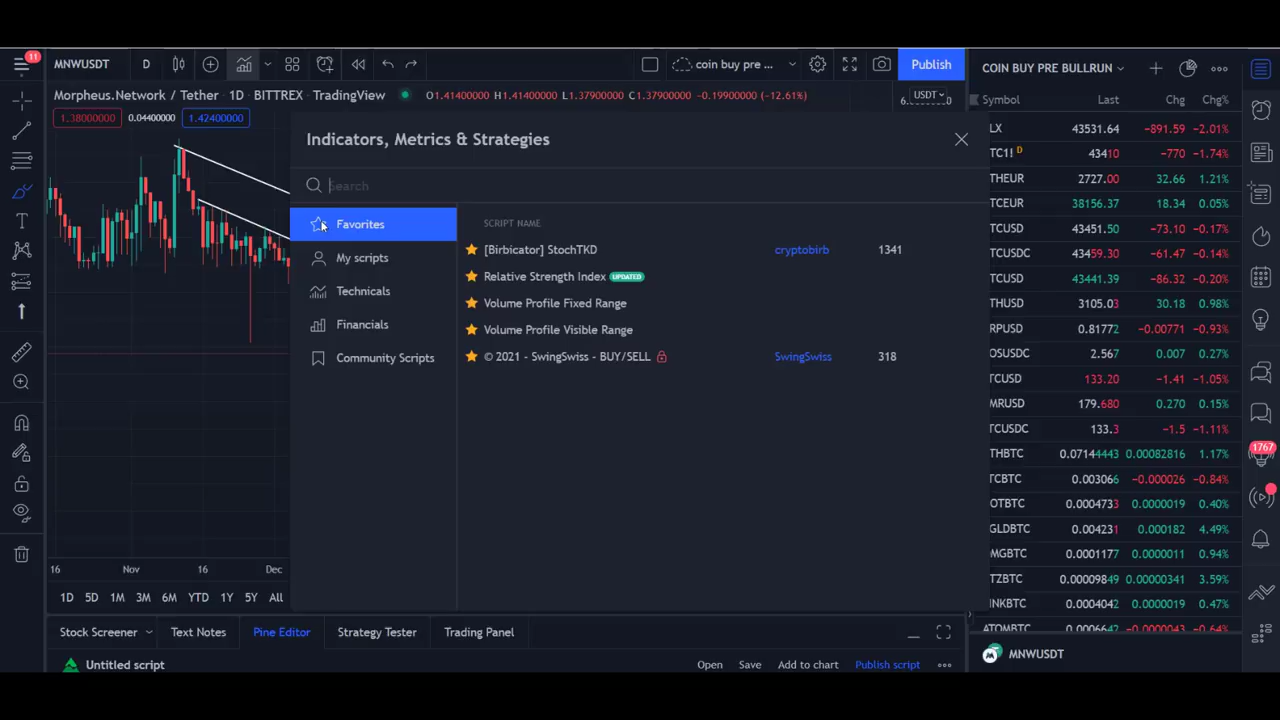 11
MNWUSDT
D
coin buy pre ...
Publish
Morpheus.Network / Tether · 1D · BITTREX · TradingView
O1.41400000 H1.41400000 L1.37900000 C1.37900000 -0.19900000 (-12.61%)
USDT
1.38000000
0.04400000
1.42400000
Indicators, Metrics & Strategies
Search
Favorites
My scripts
Technicals
Financials
Community Scripts
SCRIPT NAME
[Birbicator] StochTKD cryptobirb 1341
Relative Strength Index UPDATED
Volume Profile Fixed Range
Volume Profile Visible Range
© 2021 - SwingSwiss - BUY/SELL SwingSwiss 318
16 Nov 16 Dec
1D 5D 1M 3M 6M YTD 1Y 5Y All
Stock Screener
Text Notes
Pine Editor
Strategy Tester
Trading Panel
Untitled script
Open
Save
Add to chart
Publish script
COIN BUY PRE BULLRUN
Symbol Last Chg Chg%
LX 43531.64 -891.59 -2.01%
TC1! D 43410 -770 -1.74%
THEUR 2727.00 32.66 1.21%
TCEUR 38156.37 18.34 0.05%
TCUSD 43451.50 -73.10 -0.17%
TCUSDC 43459.30 -61.47 -0.14%
TCUSDT 43441.39 -86.32 -0.20%
THUSD 3105.03 30.18 0.98%
RPUSD 0.81772 -0.00771 -0.93%
OSUSDC 2.567 0.007 0.27%
TCUSD 133.20 -1.41 -1.05%
MRUSD 179.680 0.270 0.15%
TCUSDC 133.3 -1.5 -1.11%
THBTC 0.07144443 0.00082816 1.17%
TCBTC 0.003066 -0.000026 -0.84%
OTBTC 0.0004733 0.0000019 0.40%
GLDBTC 0.004231 0.000182 4.49%
OMGBTC 0.0001177 0.0000011 0.94%
TZBTC 0.00009849 0.00000341 3.59%
INKBTC 0.0004042 0.0000019 0.47%
ATOMBTC 0.0006642 -0.0000043 -0.64%
MNWUSDT
1767